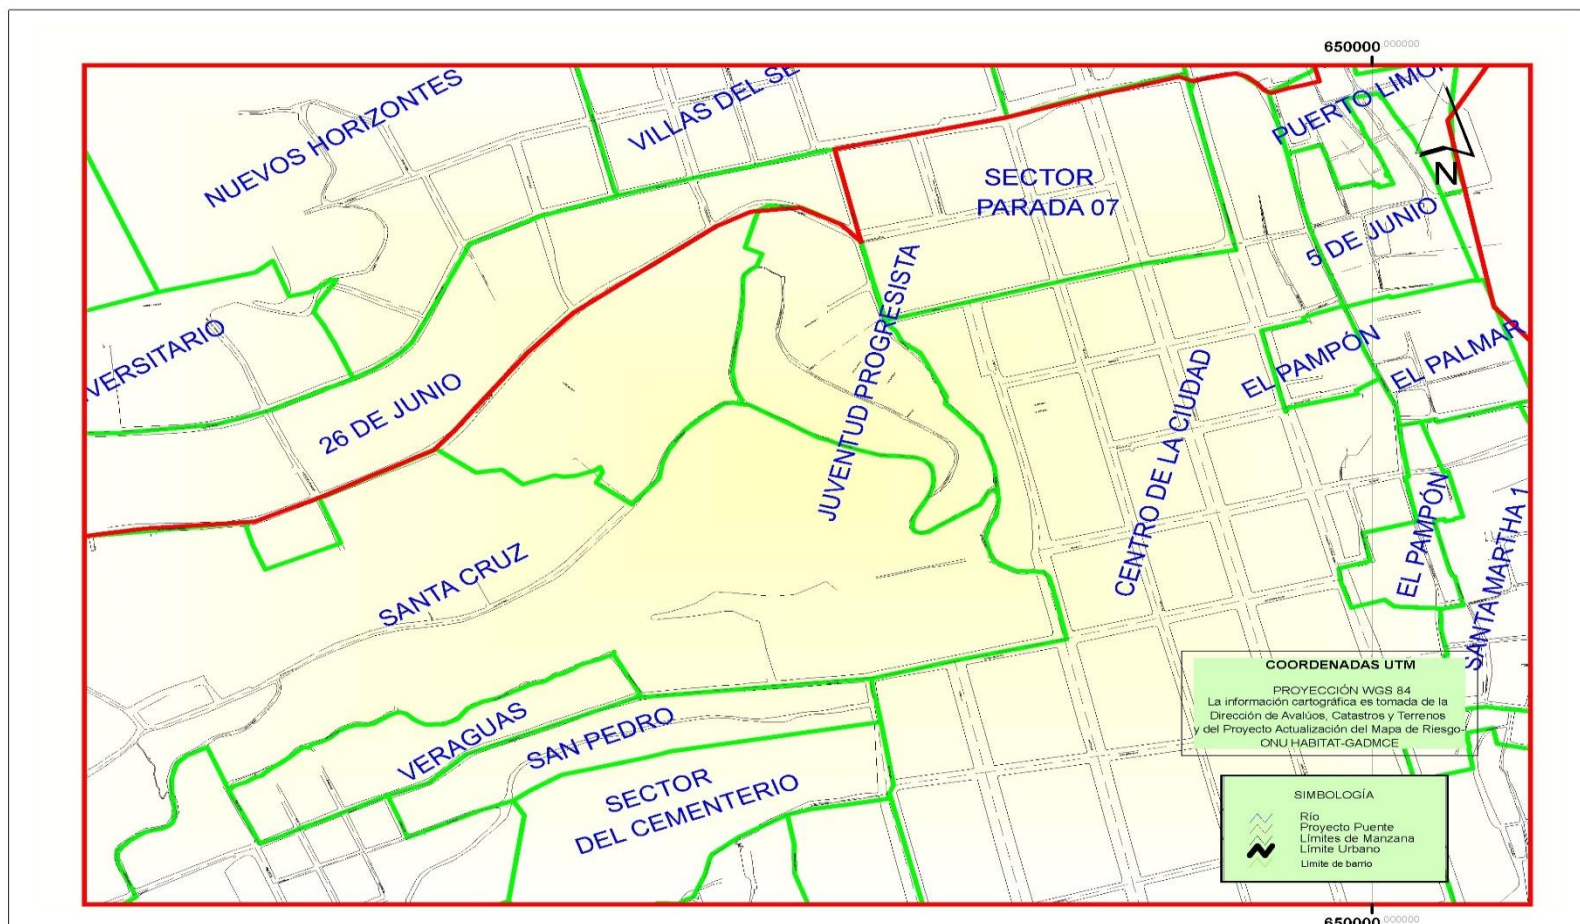 650000.000000
NUEVOS HORIZONTES
VILLAS DEL SE
PUERTO LIMÓN
N
SECTOR
PARADA 07
5 DE JUNIO
JUVENTUD PROGRESISTA
VERSITARIO
26 DE JUNIO
EL PAMPÓN
EL PALMAR
CENTRO DE LA CIUDAD
EL PAMPÓN
SANTA MARTHA 1
SANTA CRUZ
VERAGUAS
SAN PEDRO
SECTOR
DEL CEMENTERIO
COORDENADAS UTM
PROYECCIÓN WGS 84
La información cartográfica es tomada de la
Dirección de Avalúos, Catastros y Terrenos
y del Proyecto Actualización del Mapa de Riesgo-
ONU HABITAT-GADMCE
SIMBOLOGÍA
Río
Proyecto Puente
Límites de Manzana
Límite Urbano
Limite de barrio
650000.000000